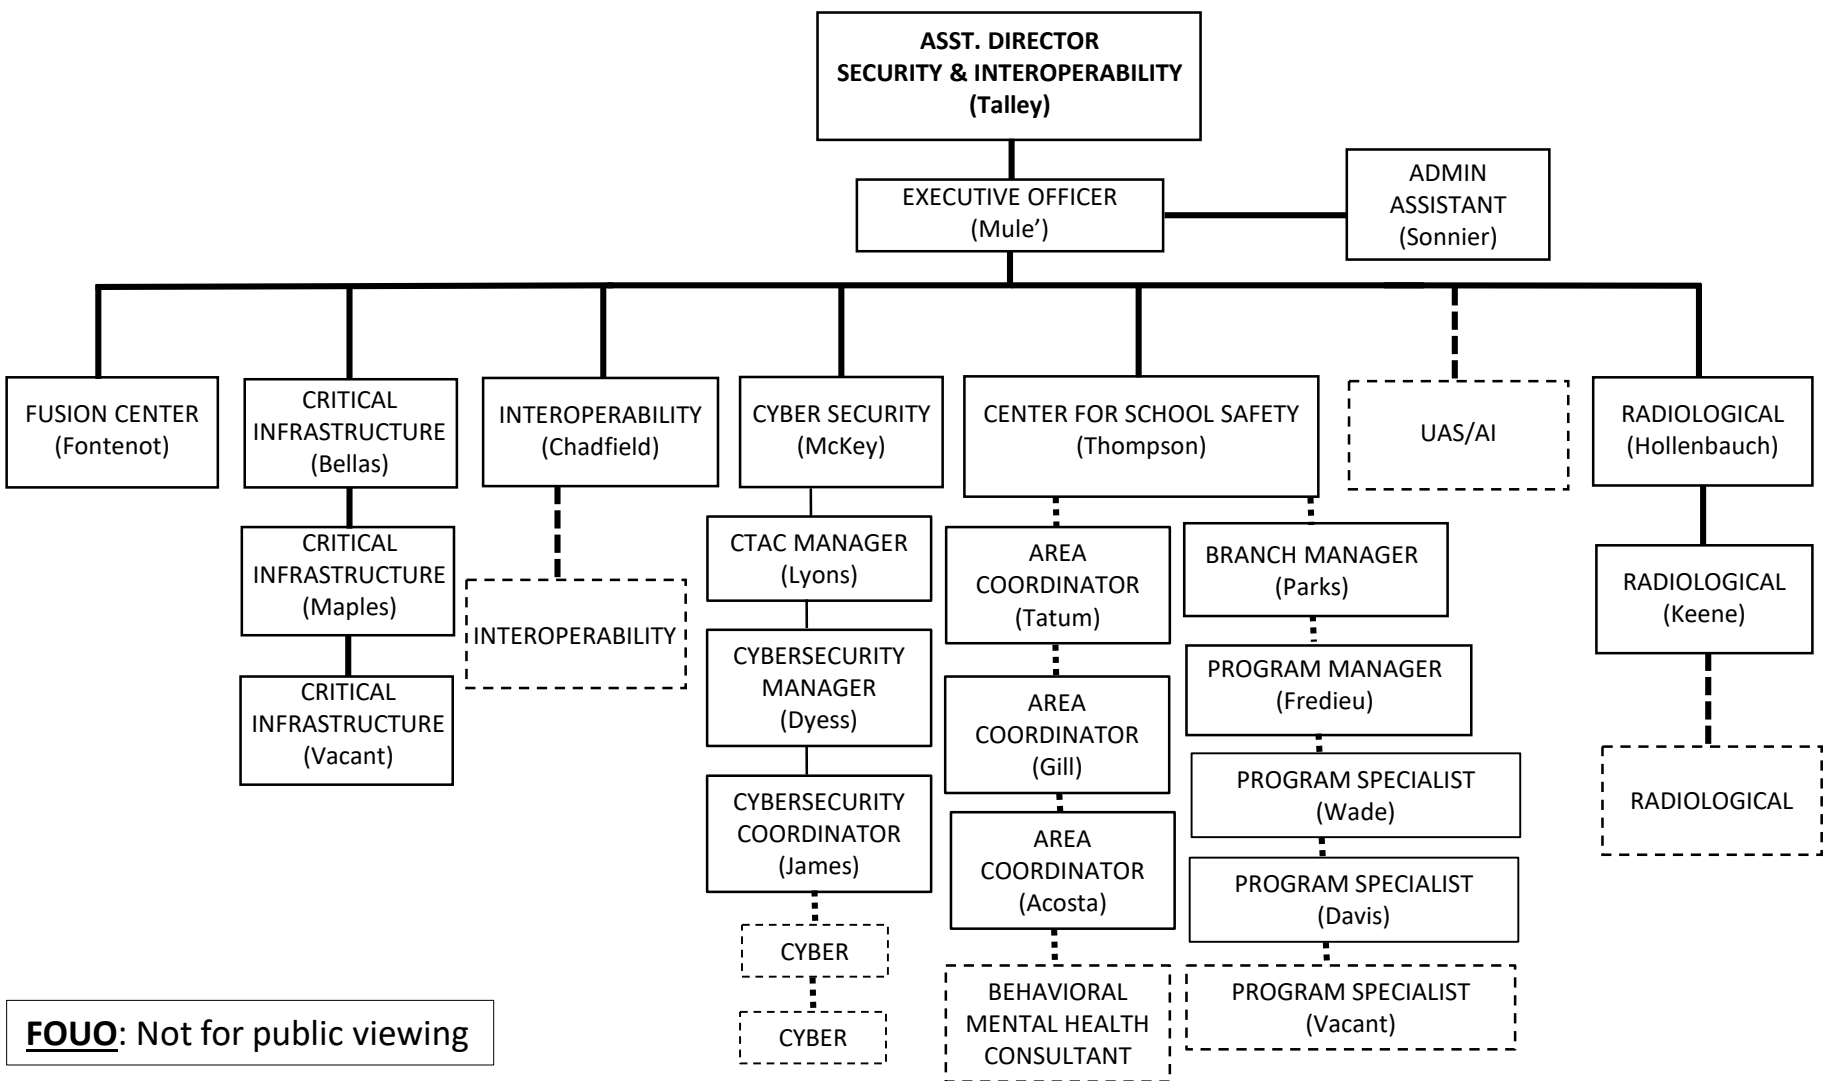 ASST. DIRECTOR
SECURITY & INTEROPERABILITY
(Talley)
EXECUTIVE OFFICER
(Mule’)
ADMIN
ASSISTANT
(Sonnier)
FUSION CENTER
(Fontenot)
CRITICAL
INFRASTRUCTURE
(Bellas)
CRITICAL
INFRASTRUCTURE
(Maples)
CRITICAL
INFRASTRUCTURE
(Vacant)
INTEROPERABILITY
(Chadfield)
INTEROPERABILITY
CYBER SECURITY
(McKey)
CTAC MANAGER
(Lyons)
CYBERSECURITY
MANAGER
(Dyess)
CYBERSECURITY
COORDINATOR
(James)
CYBER
CYBER
CENTER FOR SCHOOL SAFETY
(Thompson)
AREA
COORDINATOR
(Tatum)
AREA
COORDINATOR
(Gill)
AREA
COORDINATOR
(Acosta)
BEHAVIORAL
MENTAL HEALTH
CONSULTANT
BRANCH MANAGER
(Parks)
PROGRAM MANAGER
(Fredieu)
PROGRAM SPECIALIST
(Wade)
PROGRAM SPECIALIST
(Davis)
PROGRAM SPECIALIST
(Vacant)
UAS/AI
RADIOLOGICAL
(Hollenbauch)
RADIOLOGICAL
(Keene)
RADIOLOGICAL
FOUO: Not for public viewing